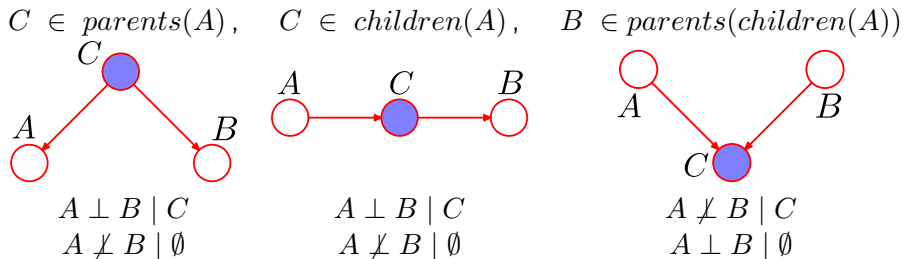 C ∈ parents(A) ,
C ∈ children(A) ,
B ∈ parents(children(A))
C
A
B
A
C
B
A
B
C
A ⊥ B | C
A ⊥̸ B | ∅
A ⊥ B | C
A ⊥̸ B | ∅
A ⊥̸ B | C
A ⊥ B | ∅